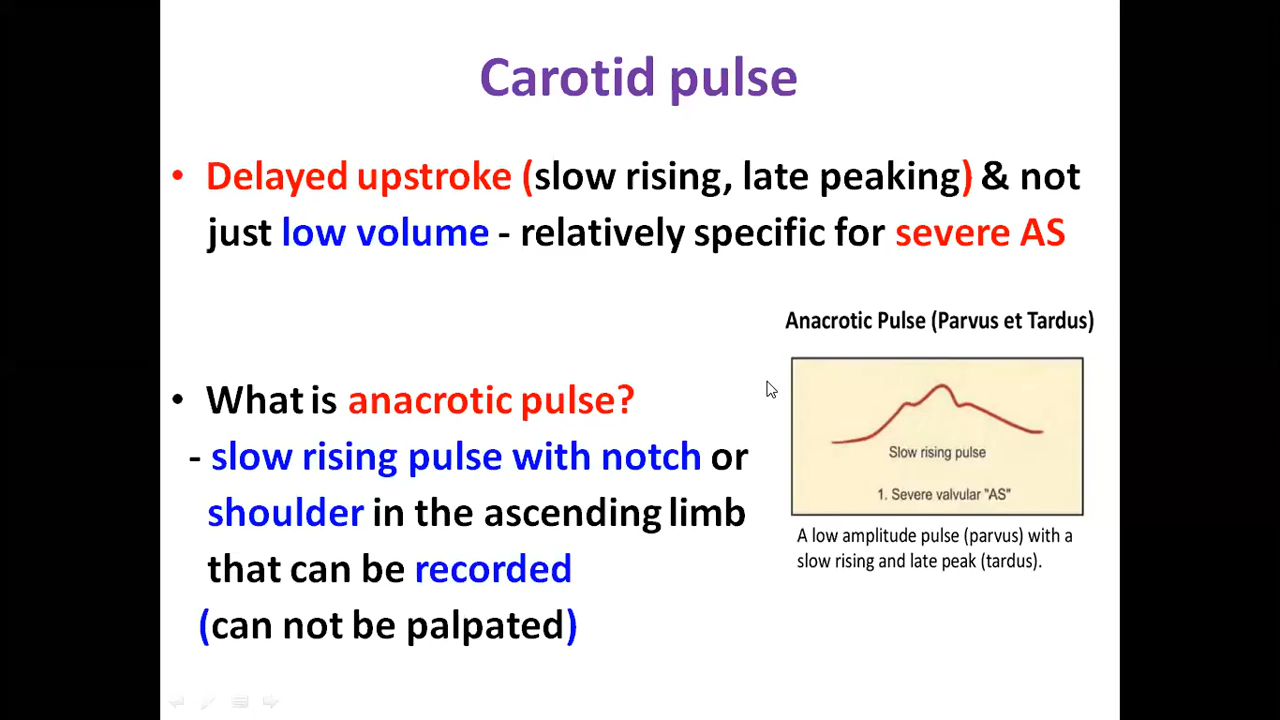 Carotid pulse
• Delayed upstroke (slow rising, late peaking) & not
just low volume - relatively specific for severe AS
Anacrotic Pulse (Parvus et Tardus)
• What is anacrotic pulse?
- slow rising pulse with notch or
shoulder in the ascending limb
that can be recorded
(can not be palpated)
Slow rising pulse
1. Severe valvular "AS"
A low amplitude pulse (parvus) with a
slow rising and late peak (tardus).